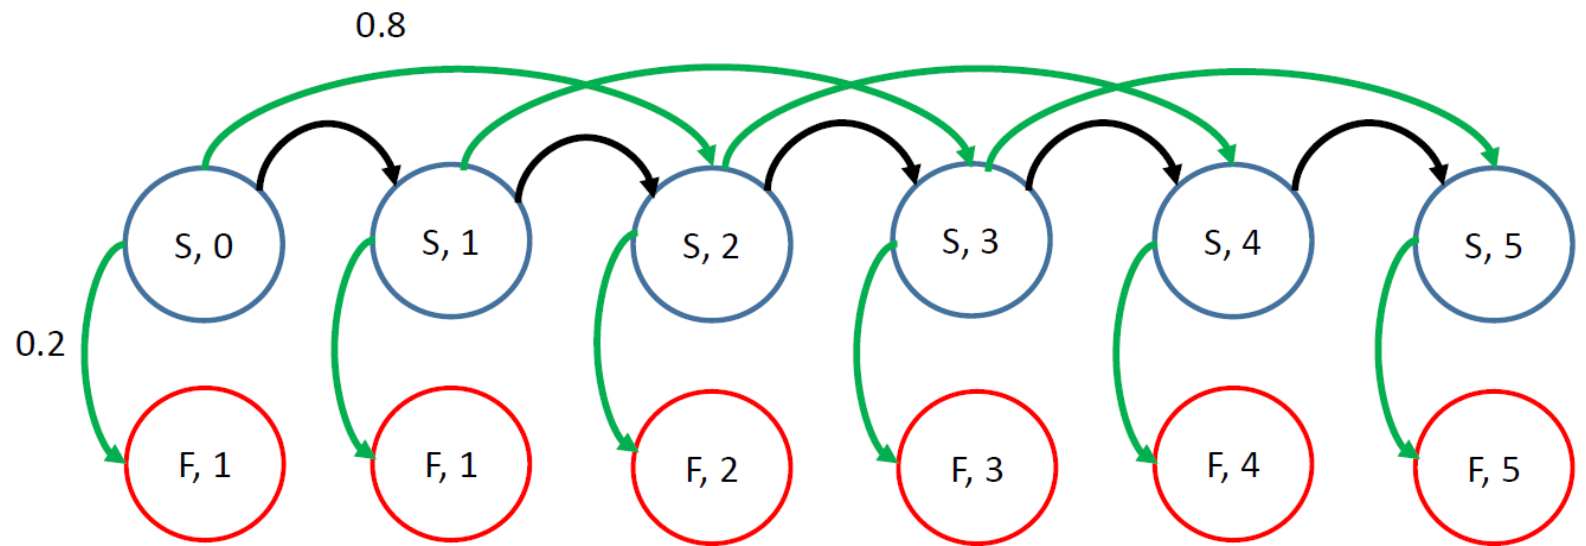 0.8
S, 0 S, 1 S, 2 S, 3 S, 4 S, 5
0.2
F, 1 F, 1 F, 2 F, 3 F, 4 F, 5